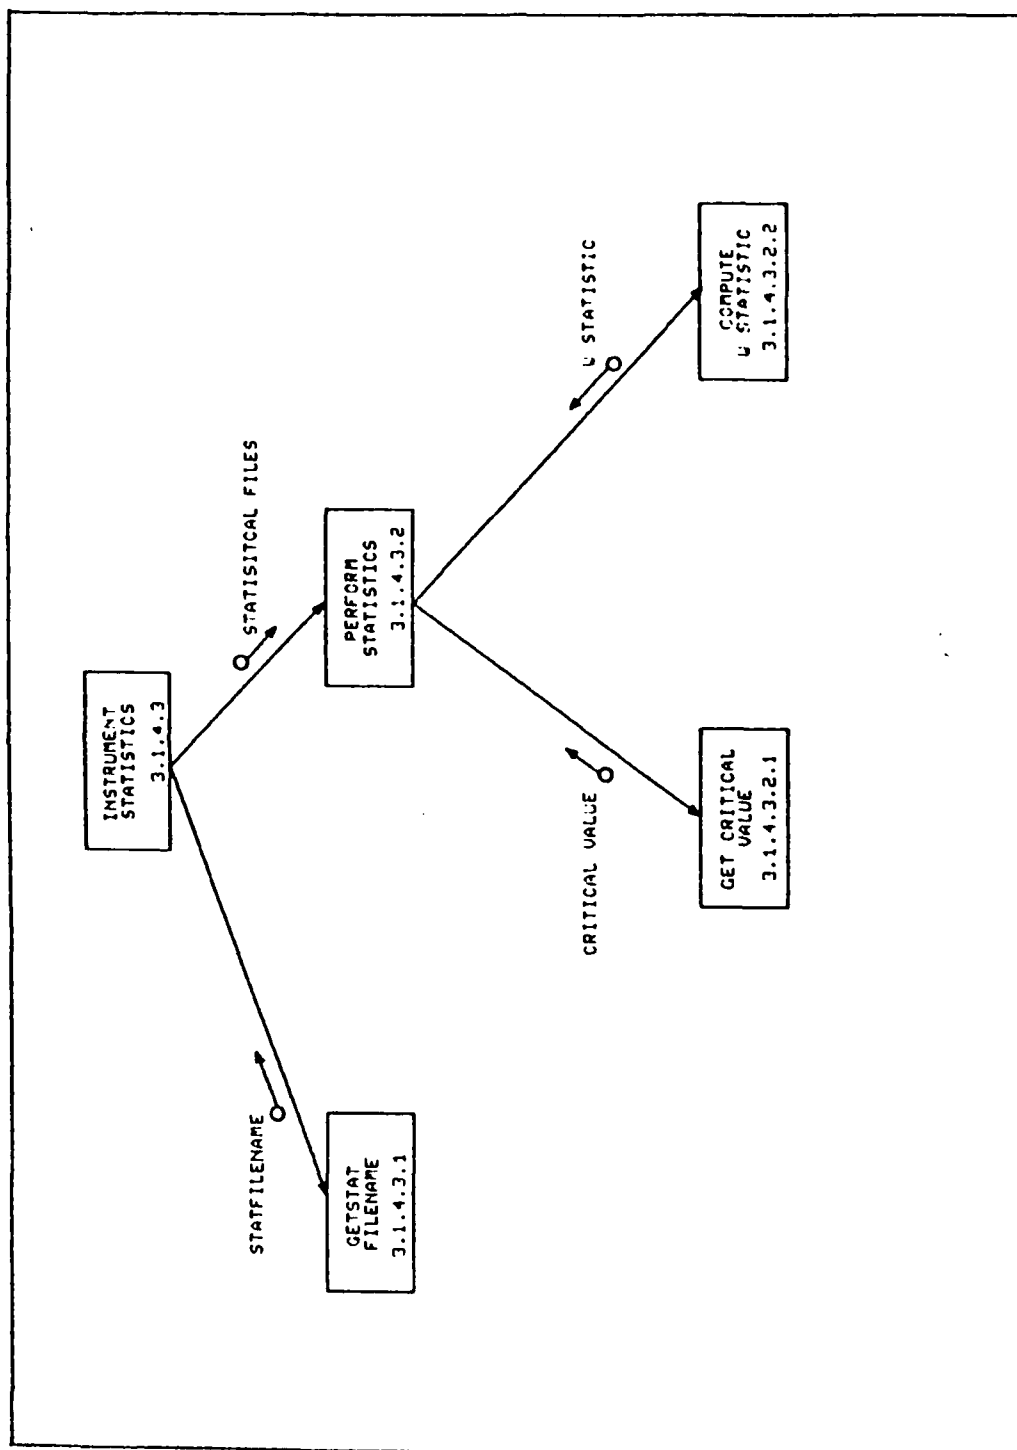 INSTRUMENT
STATISTICS
3.1.4.3
STATFILENAME
STATISITCAL FILES
GETSTAT
FILENAME
3.1.4.3.1
PERFORM
STATISTICS
3.1.4.3.2
CRITICAL VALUE
STATISTIC
GET CRITICAL
VALUE
3.1.4.3.2.1
COMPUTE
STATISTIC
3.1.4.3.2.2